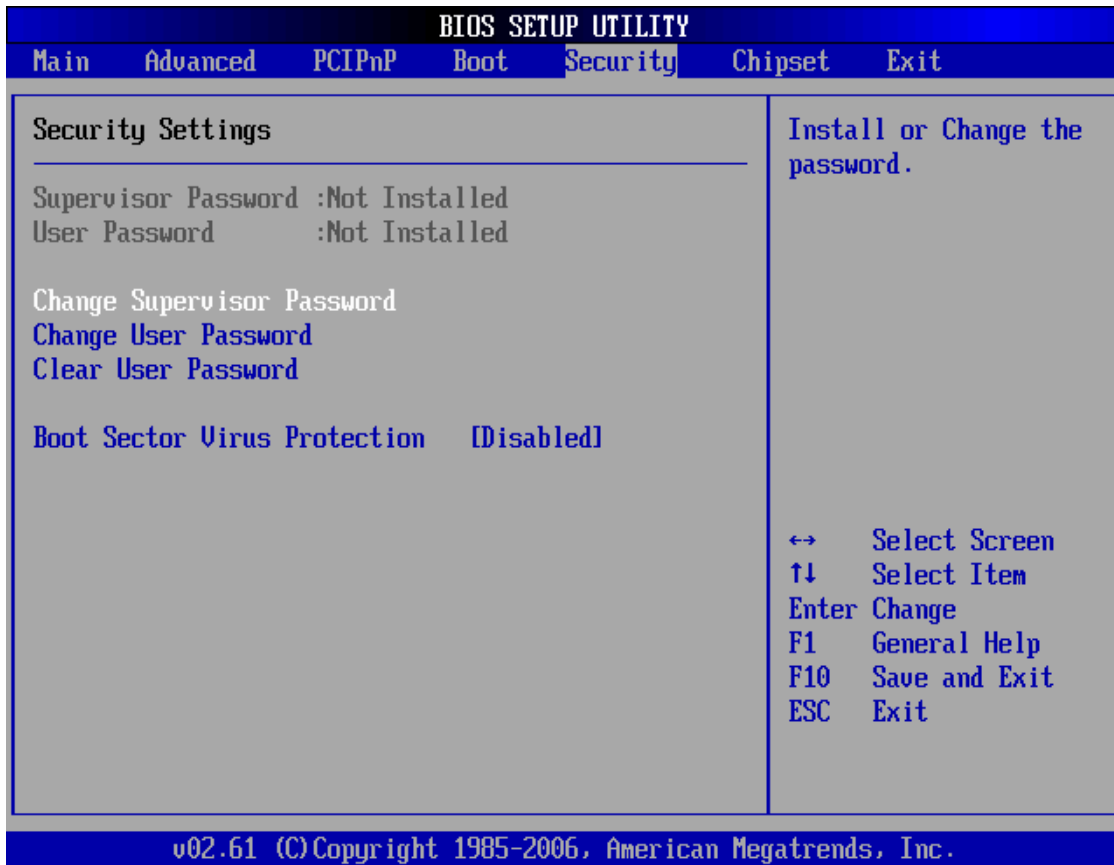 BIOS SETUP UTILITY
Main Advanced PCIPnP Boot Security Chipset Exit
Security Settings
Supervisor Password :Not Installed
User Password :Not Installed
Change Supervisor Password
Change User Password
Clear User Password
Boot Sector Virus Protection [Disabled]
Install or Change the
password.
←→ Select Screen
↑↓ Select Item
Enter Change
F1 General Help
F10 Save and Exit
ESC Exit
v02.61 (C)Copyright 1985-2006, American Megatrends, Inc.